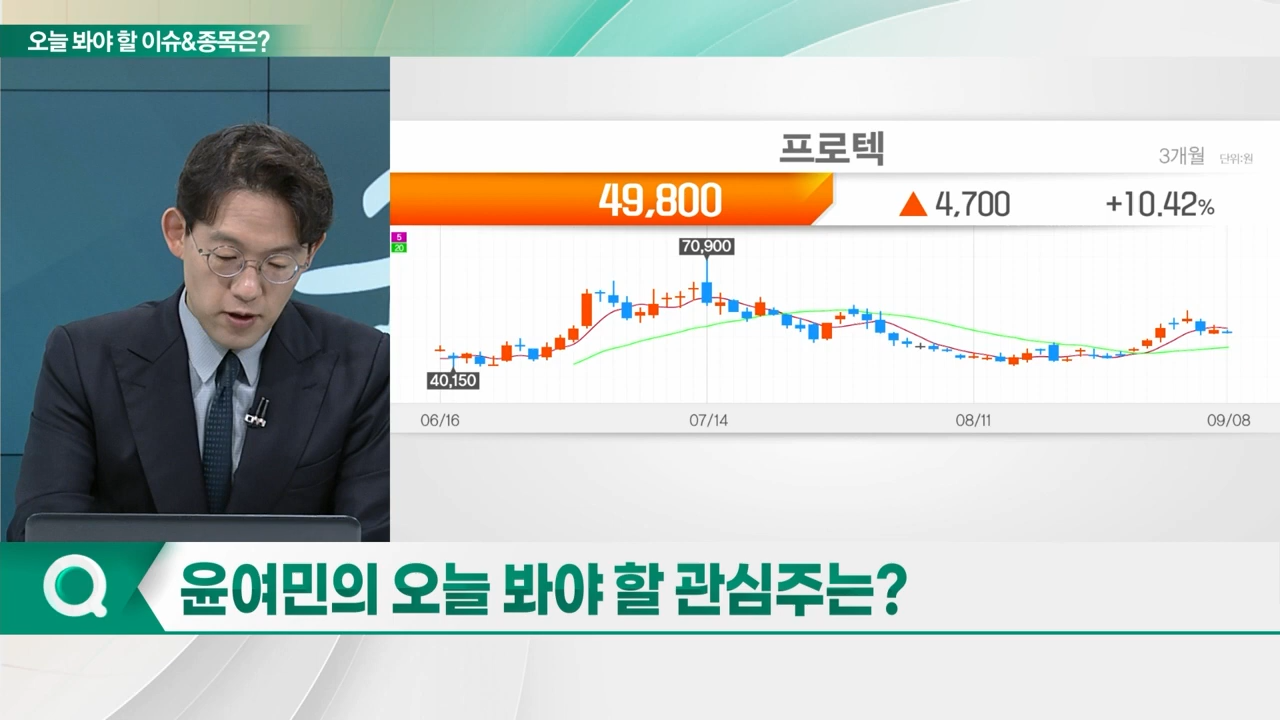 오늘 봐야 할 이슈&종목은?
프로텍
3개월 단위:원
49,800 ▲ 4,700 +10.42%
5
20
70,900
40,150
06/16 07/14 08/11 09/08
윤여민의 오늘 봐야 할 관심주는?